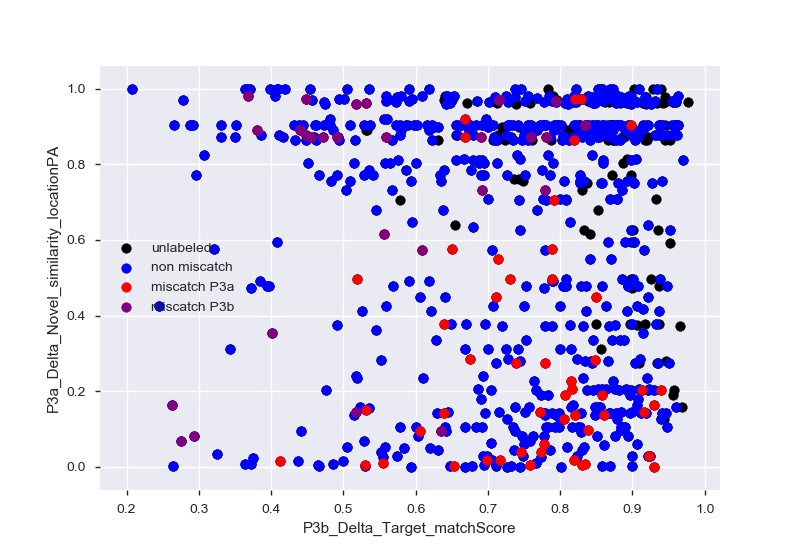 1.0
0.8
0.6
0.4
0.2
0.0
P3a_Delta_Novel_similarity_locationPA
unlabeled
non miscatch
miscatch P3a
miscatch P3b
0.2 0.3 0.4 0.5 0.6 0.7 0.8 0.9 1.0
P3b_Delta_Target_matchScore